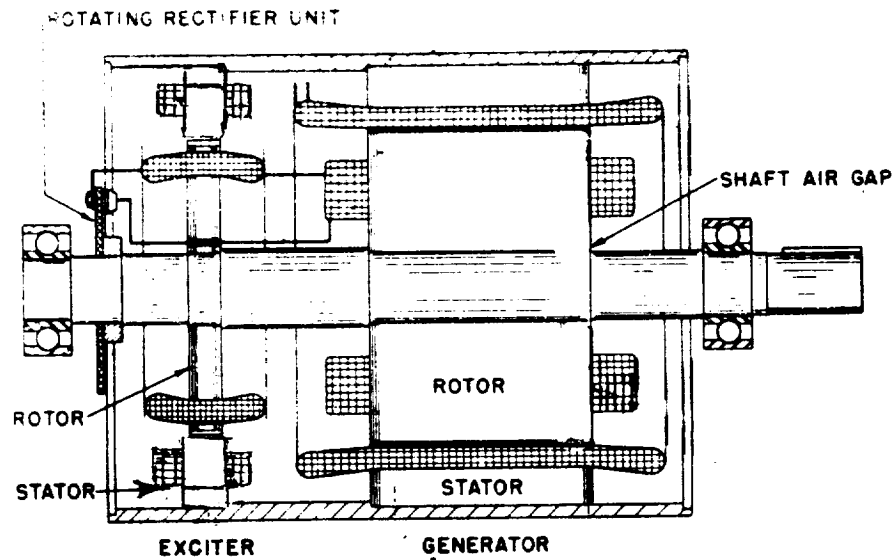 ROTATING RECTIFIER UNIT
SHAFT AIR GAP
ROTOR
ROTOR
STATOR
STATOR
EXCITER
GENERATOR